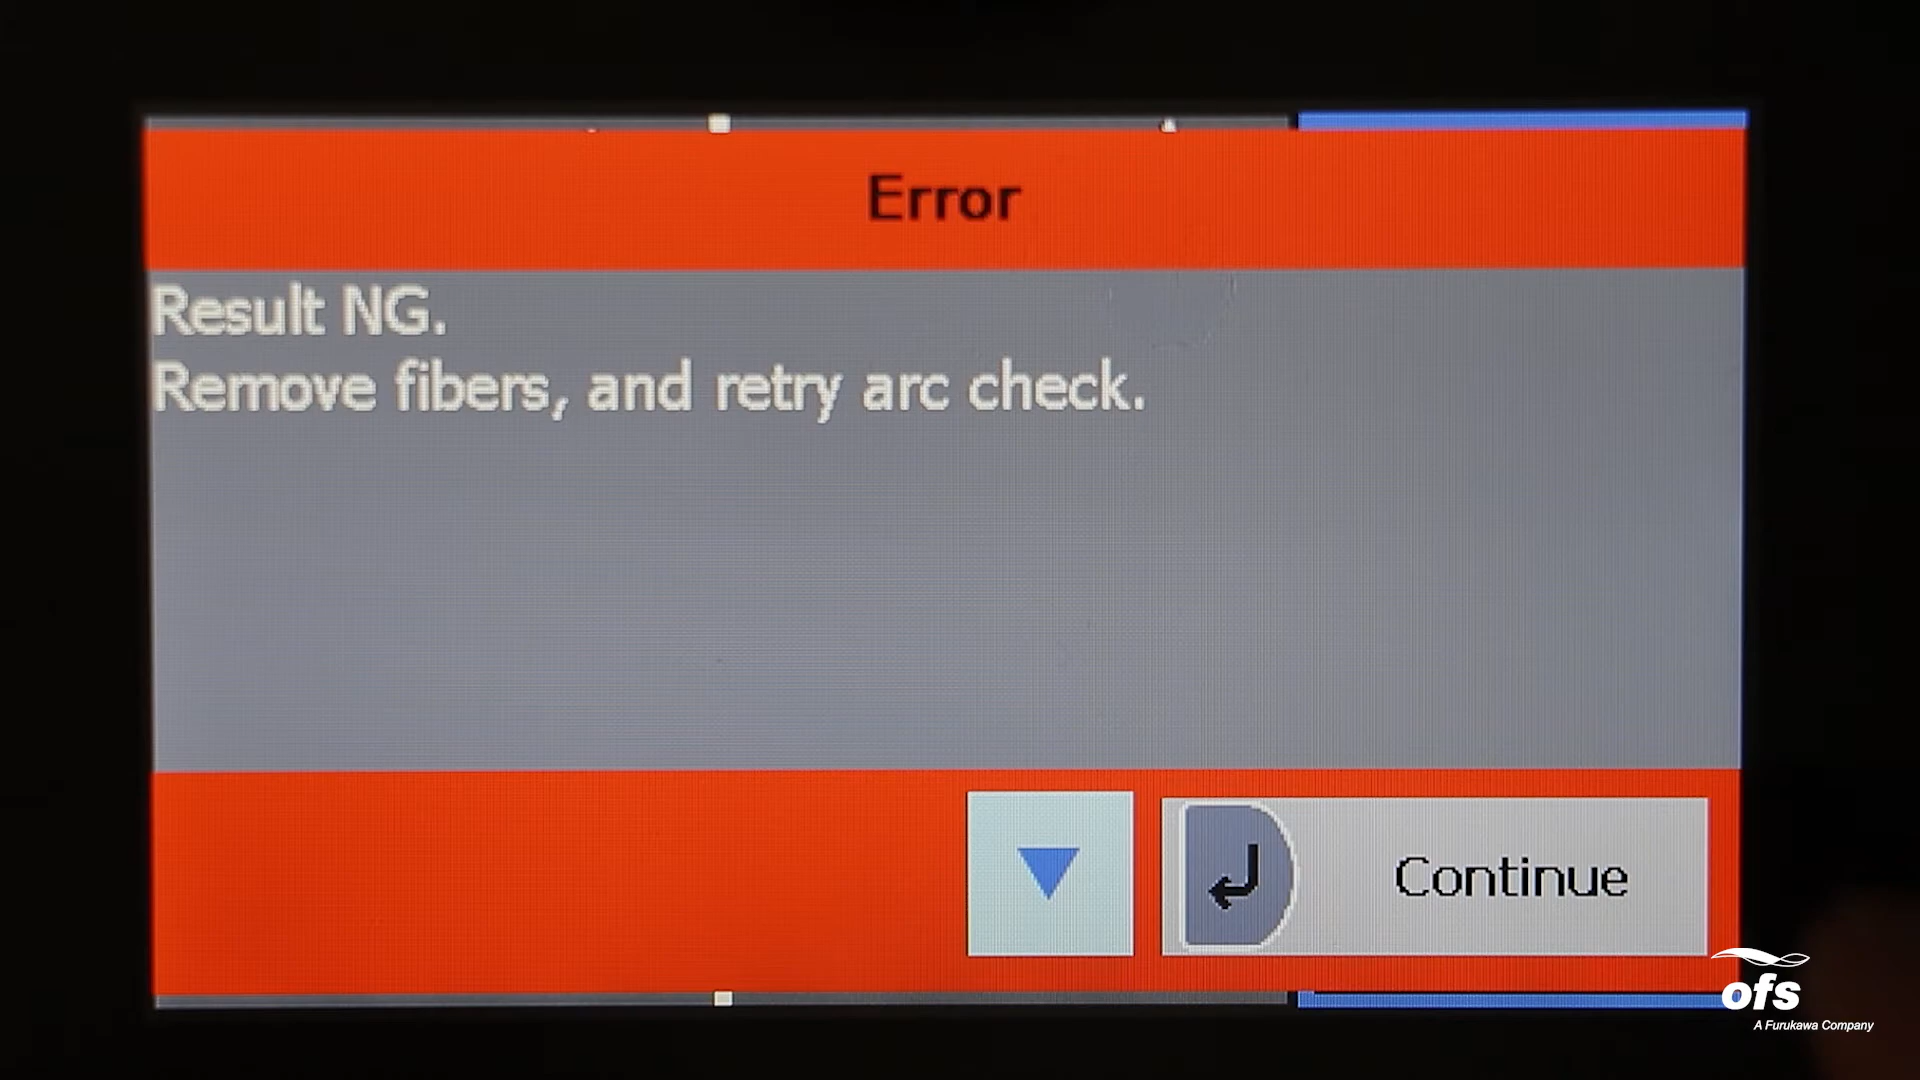 Error
Result NG.
Remove fibers, and retry arc check.
Continue
ofs
A Furukawa Company